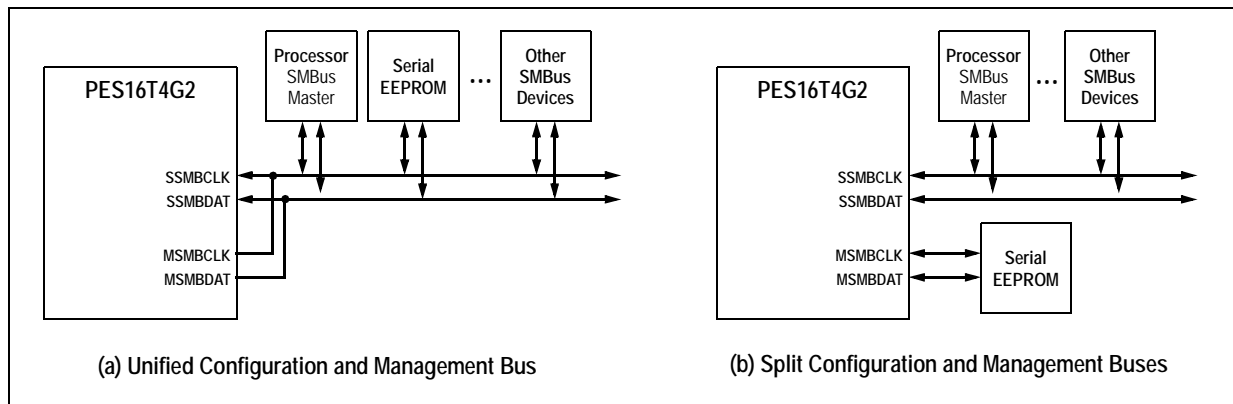 PES16T4G2
Processor
SMBus
Master
Serial
EEPROM
...
Other
SMBus
Devices
SSMBCLK
SSMBDAT
MSMBCLK
MSMBDAT
(a) Unified Configuration and Management Bus
PES16T4G2
Processor
SMBus
Master
...
Other
SMBus
Devices
SSMBCLK
SSMBDAT
MSMBCLK
MSMBDAT
Serial
EEPROM
(b) Split Configuration and Management Buses